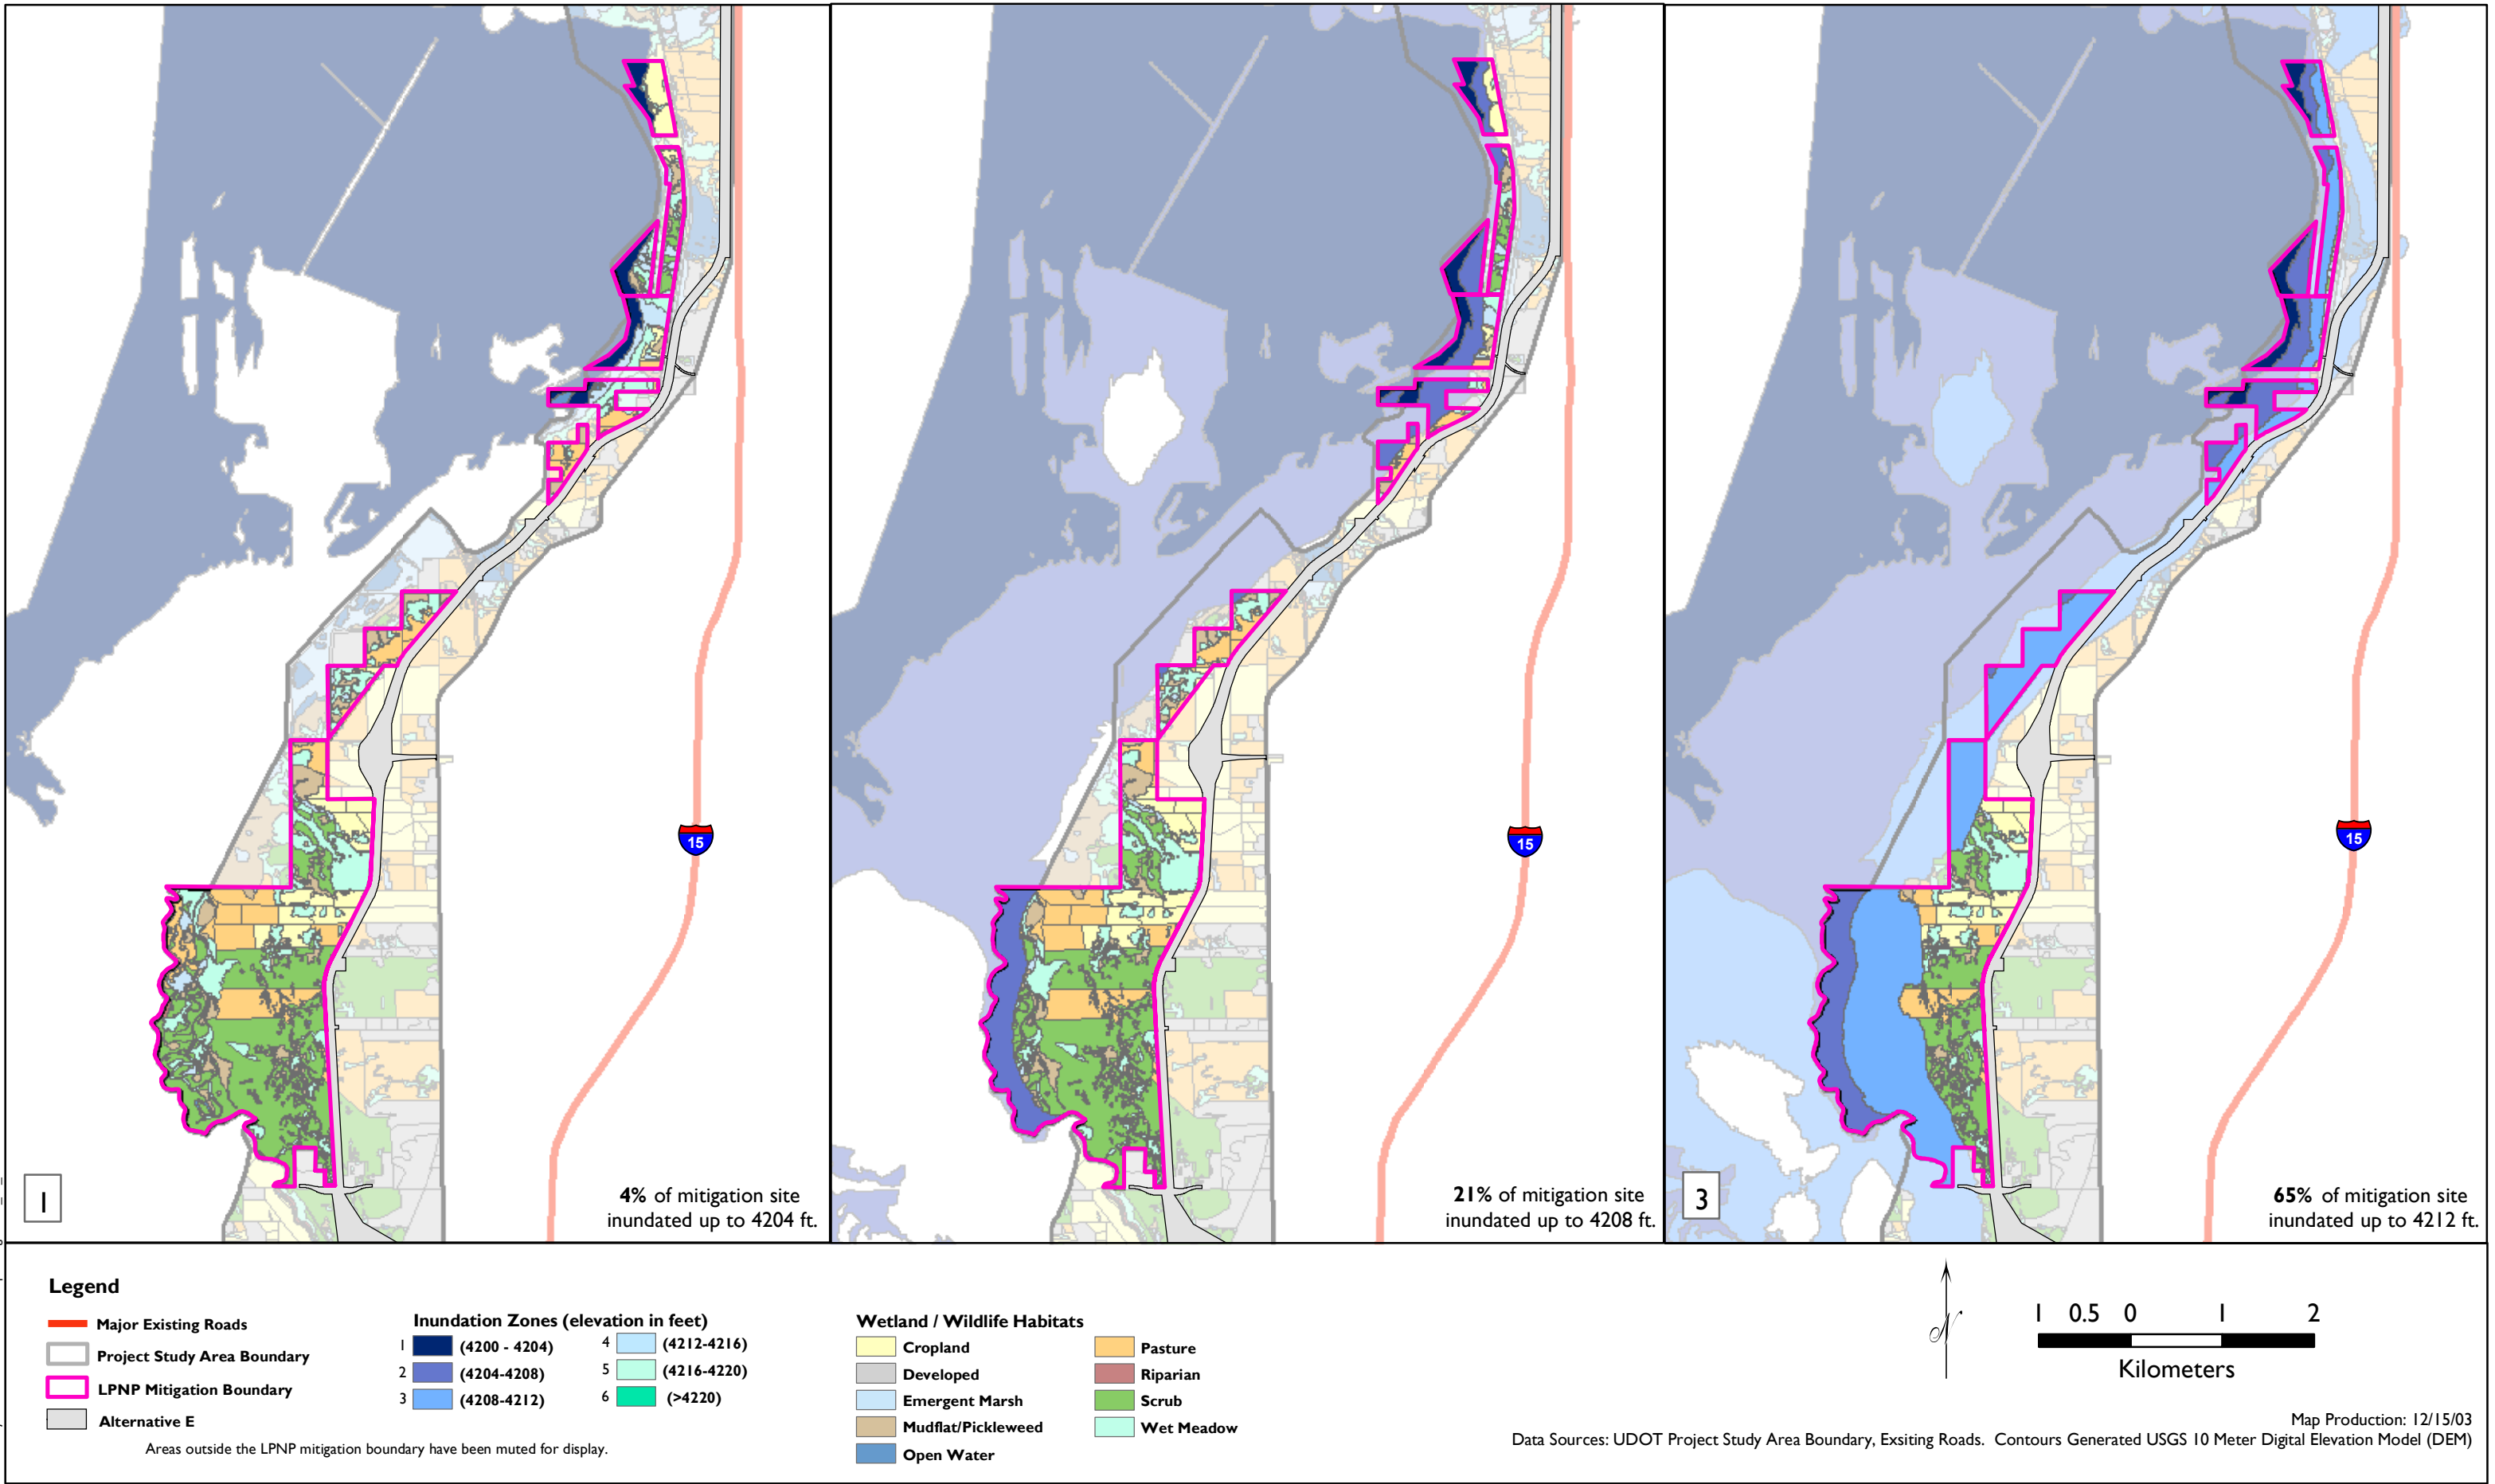 15
15
15
1
4% of mitigation site
inundated up to 4204 ft.
21% of mitigation site
inundated up to 4208 ft.
3
65% of mitigation site
inundated up to 4212 ft.
Legend
Major Existing Roads
Project Study Area Boundary
LPNP Mitigation Boundary
Alternative E
Areas outside the LPNP mitigation boundary have been muted for display.
Inundation Zones (elevation in feet)
1 (4200 - 4204)
2 (4204-4208)
3 (4208-4212)
4 (4212-4216)
5 (4216-4220)
6 (>4220)
Wetland / Wildlife Habitats
Cropland
Developed
Emergent Marsh
Mudflat/Pickleweed
Open Water
Pasture
Riparian
Scrub
Wet Meadow
N
1 0.5 0 1 2
Kilometers
Map Production: 12/15/03
Data Sources: UDOT Project Study Area Boundary, Exsiting Roads. Contours Generated USGS 10 Meter Digital Elevation Model (DEM)